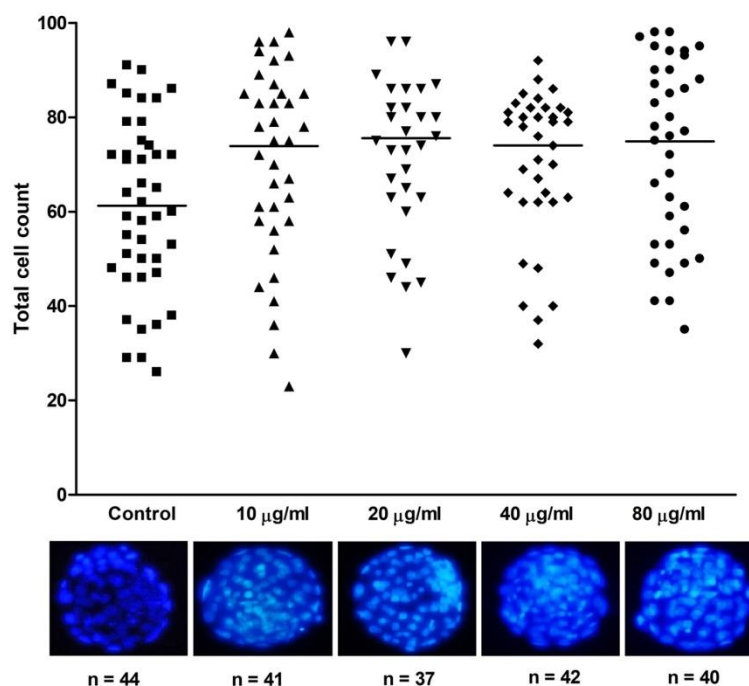 100
80
60
40
20
0
Total cell count
Control 10 μg/ml 20 μg/ml 40 μg/ml 80 μg/ml
n = 44 n = 41 n = 37 n = 42 n = 40